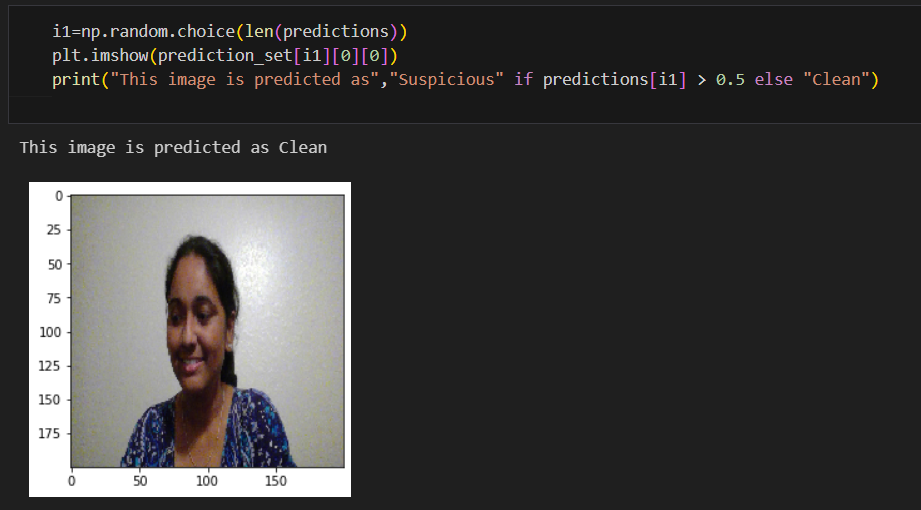 i1=np.random.choice(len(predictions))
plt.imshow(prediction_set[i1][0][0])
print("This image is predicted as","Suspicious" if predictions[i1] > 0.5 else "Clean")
This image is predicted as Clean
0
25
50
75
100
125
150
175
0 50 100 150